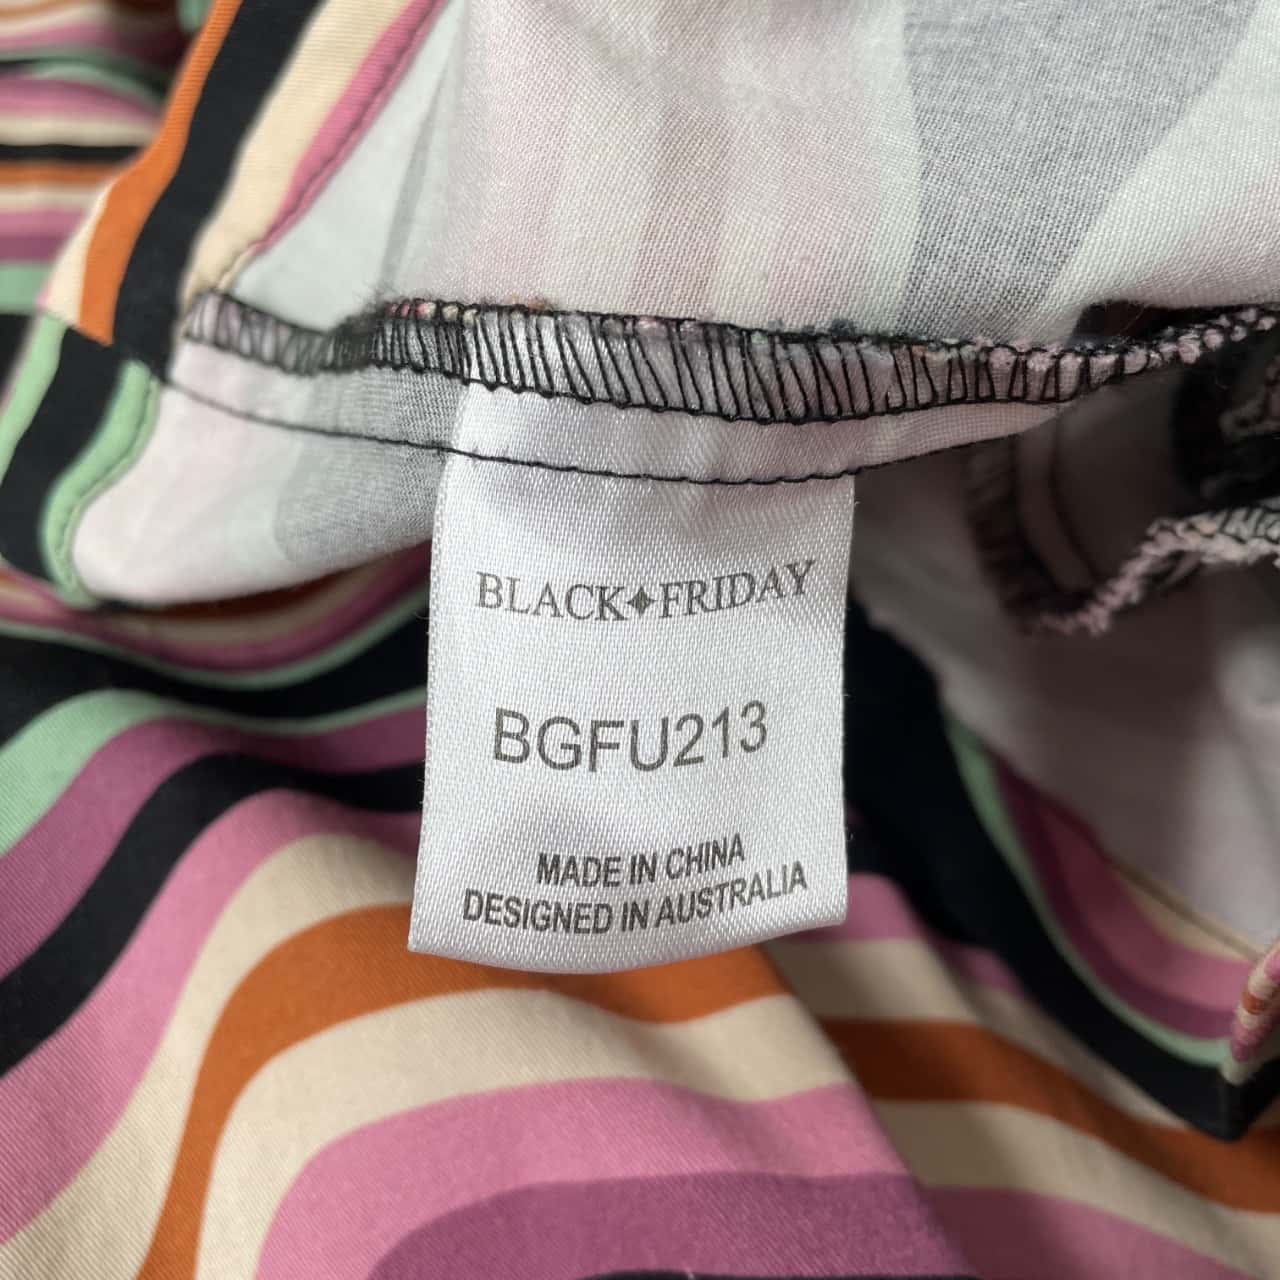 BLACK✦FRIDAY
BGFU213
MADE IN CHINA
DESIGNED IN AUSTRALIA